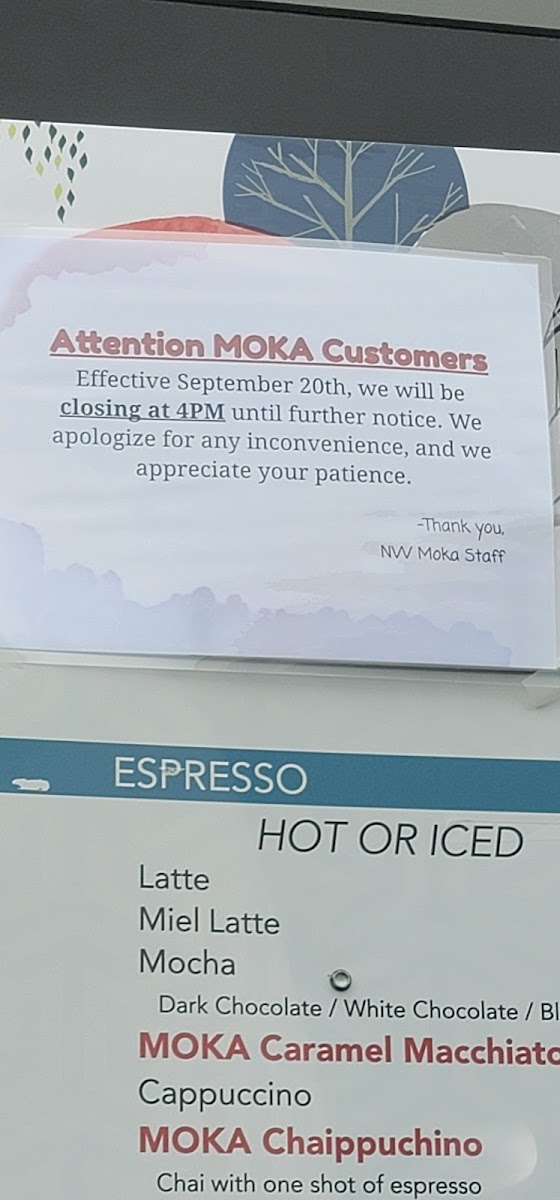 Attention MOKA Customers
Effective September 20th, we will be
closing at 4PM until further notice. We
apologize for any inconvenience, and we
appreciate your patience.
-Thank you,
NW Moka Staff
ESPRESSO
HOT OR ICED
Latte
Miel Latte
Mocha
Dark Chocolate / White Chocolate / Bl
MOKA Caramel Macchiato
Cappuccino
MOKA Chaippuchino
Chai with one shot of espresso